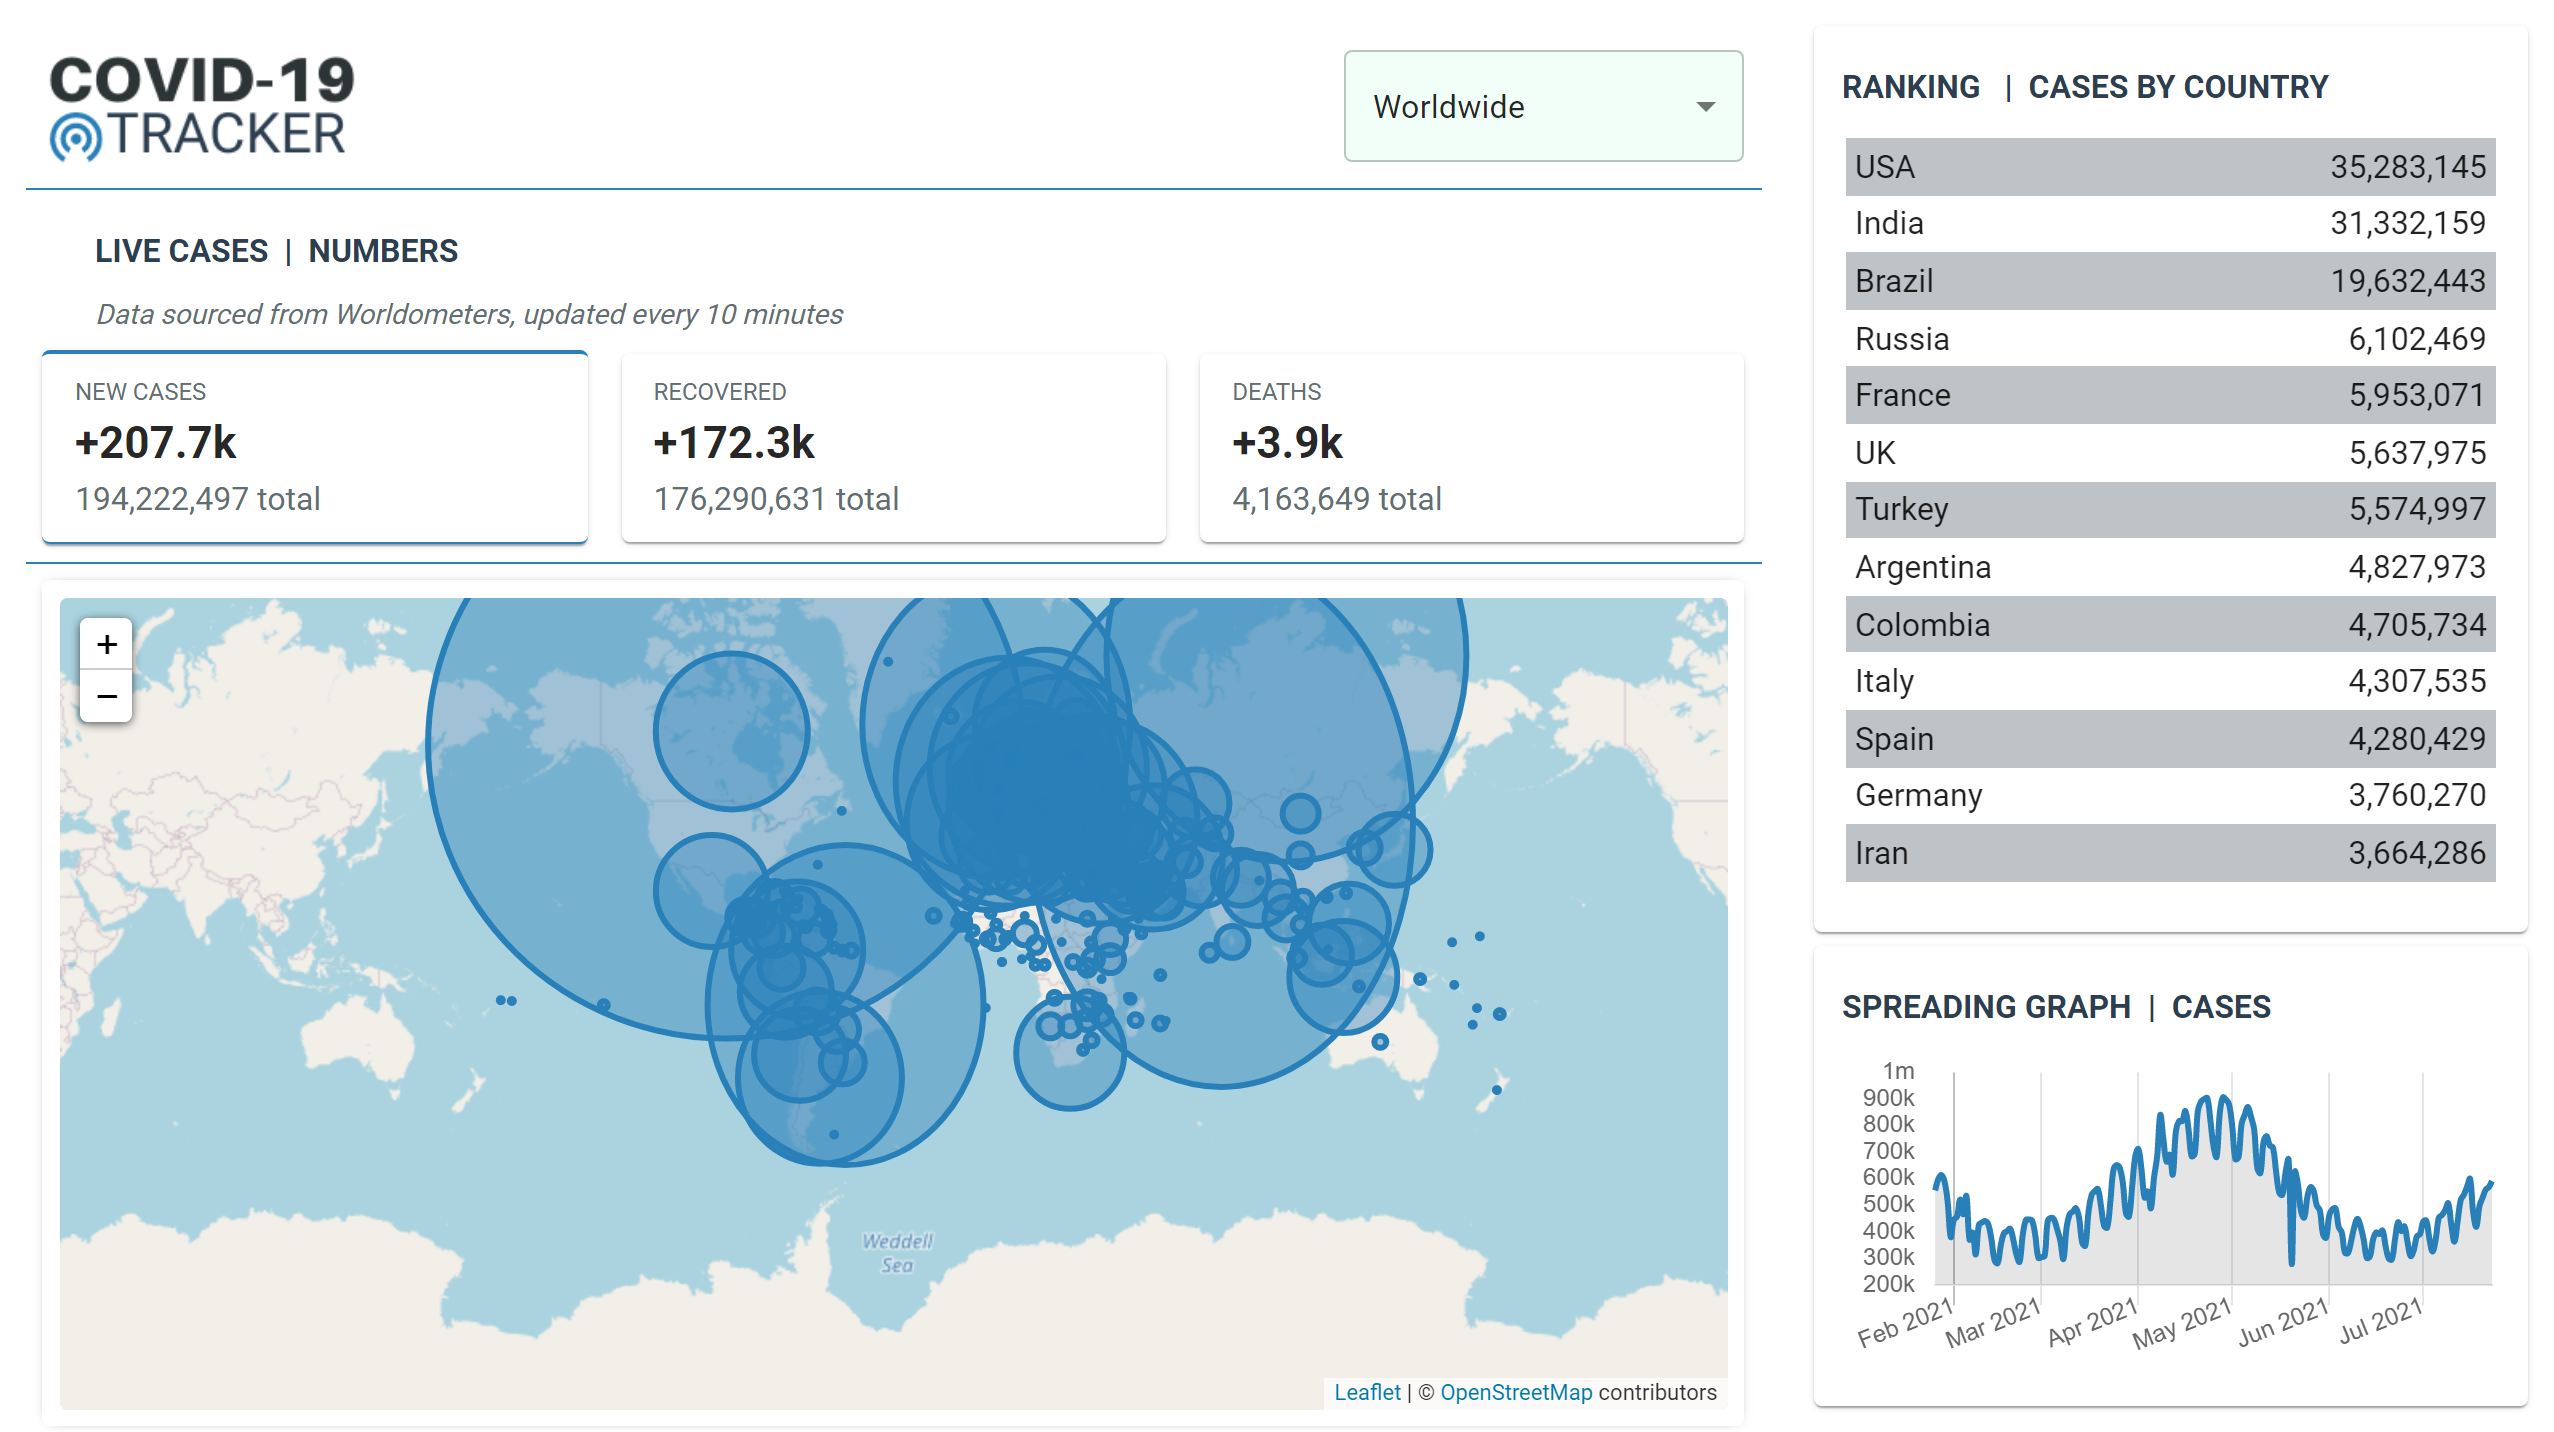 COVID-19
TRACKER
Worldwide
LIVE CASES | NUMBERS
Data sourced from Worldometers, updated every 10 minutes
NEW CASES
+207.7k
194,222,497 total
RECOVERED
+172.3k
176,290,631 total
DEATHS
+3.9k
4,163,649 total
+
−
Weddell
Sea
Leaflet | © OpenStreetMap contributors
RANKING | CASES BY COUNTRY
USA 35,283,145
India 31,332,159
Brazil 19,632,443
Russia 6,102,469
France 5,953,071
UK 5,637,975
Turkey 5,574,997
Argentina 4,827,973
Colombia 4,705,734
Italy 4,307,535
Spain 4,280,429
Germany 3,760,270
Iran 3,664,286
SPREADING GRAPH | CASES
1m
900k
800k
700k
600k
500k
400k
300k
200k
Feb 2021 Mar 2021 Apr 2021 May 2021 Jun 2021 Jul 2021